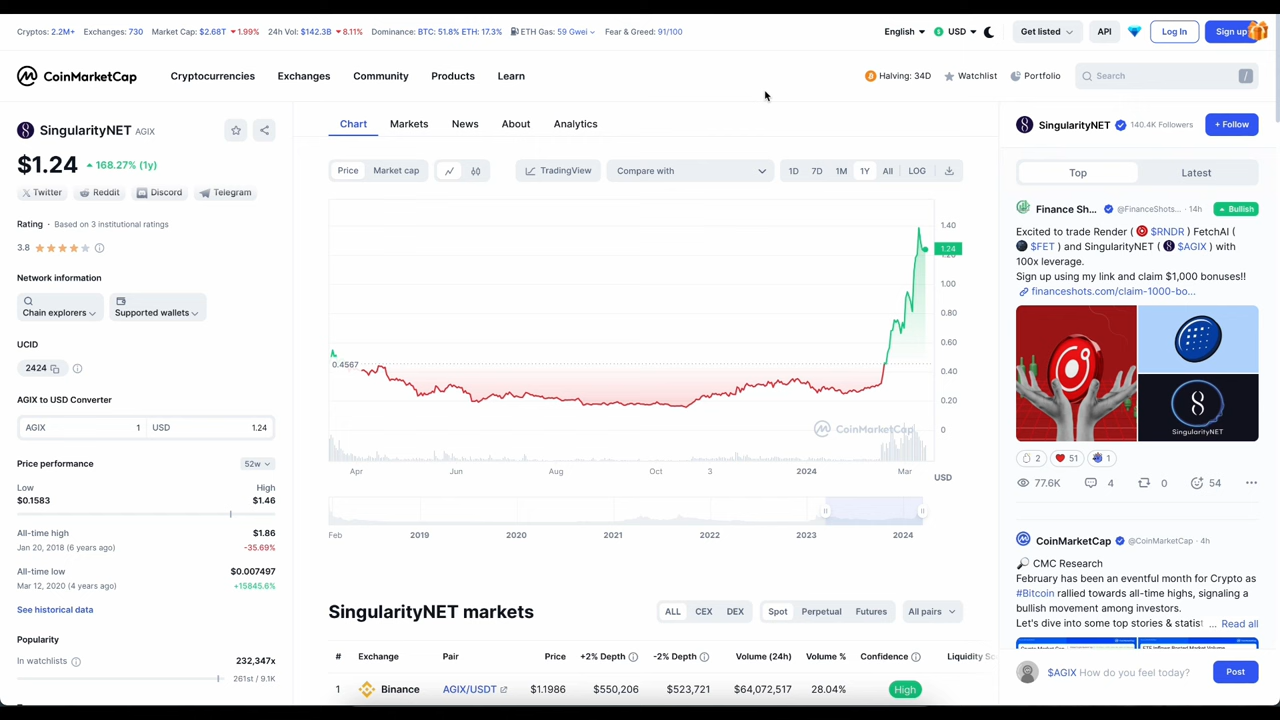 Cryptos: 2.2M+ Exchanges: 730 Market Cap: $2.68T 1.99% 24h Vol: $142.3B 8.11% Dominance: BTC: 51.8% ETH: 17.3% ETH Gas: 59 Gwei Fear & Greed: 91/100
English USD Get listed API Log In Sign up
CoinMarketCap Cryptocurrencies Exchanges Community Products Learn
Halving: 34D Watchlist Portfolio Search /
SingularityNET AGIX
$1.24 168.27% (1y)
Twitter Reddit Discord Telegram
Rating • Based on 3 institutional ratings
3.8
Network information
Chain explorers Supported wallets
UCID
2424
AGIX to USD Converter
AGIX 1 USD 1.24
Price performance 52w
Low High
$0.1583 $1.46
All-time high $1.86
Jan 20, 2018 (6 years ago) -35.69%
All-time low $0.007497
Mar 12, 2020 (4 years ago) +15845.6%
See historical data
Popularity
In watchlists 232,347x
261st / 9.1K
Chart Markets News About Analytics
Price Market cap TradingView Compare with 1D 7D 1M 1Y All LOG
1.40
1.24
1.20
1.00
0.80
0.60
0.4567
0.40
0.20
0
CoinMarketCap
Apr Jun Aug Oct 3 2024 Mar
USD
Feb 2019 2020 2021 2022 2023 2024
SingularityNET markets ALL CEX DEX Spot Perpetual Futures All pairs
# Exchange Pair Price +2% Depth -2% Depth Volume (24h) Volume % Confidence Liquidity
1 Binance AGIX/USDT $1.1986 $550,206 $523,721 $64,072,517 28.04% High
SingularityNET 140.4K Followers + Follow
Top Latest
Finance Sh... @FinanceShots... · 14h Bullish
Excited to trade Render ( $RNDR ) FetchAI (
$FET ) and SingularityNET ( $AGIX ) with
100x leverage.
Sign up using my link and claim $1,000 bonuses!!
financeshots.com/claim-1000-bo...
SingularityNET
2 51 1
77.6K 4 0 54
CoinMarketCap @CoinMarketCap · 4h
CMC Research
February has been an eventful month for Crypto as
#Bitcoin rallied towards all-time highs, signaling a
bullish movement among investors.
Let's dive into some top stories & statist ... Read all
$AGIX How do you feel today? Post